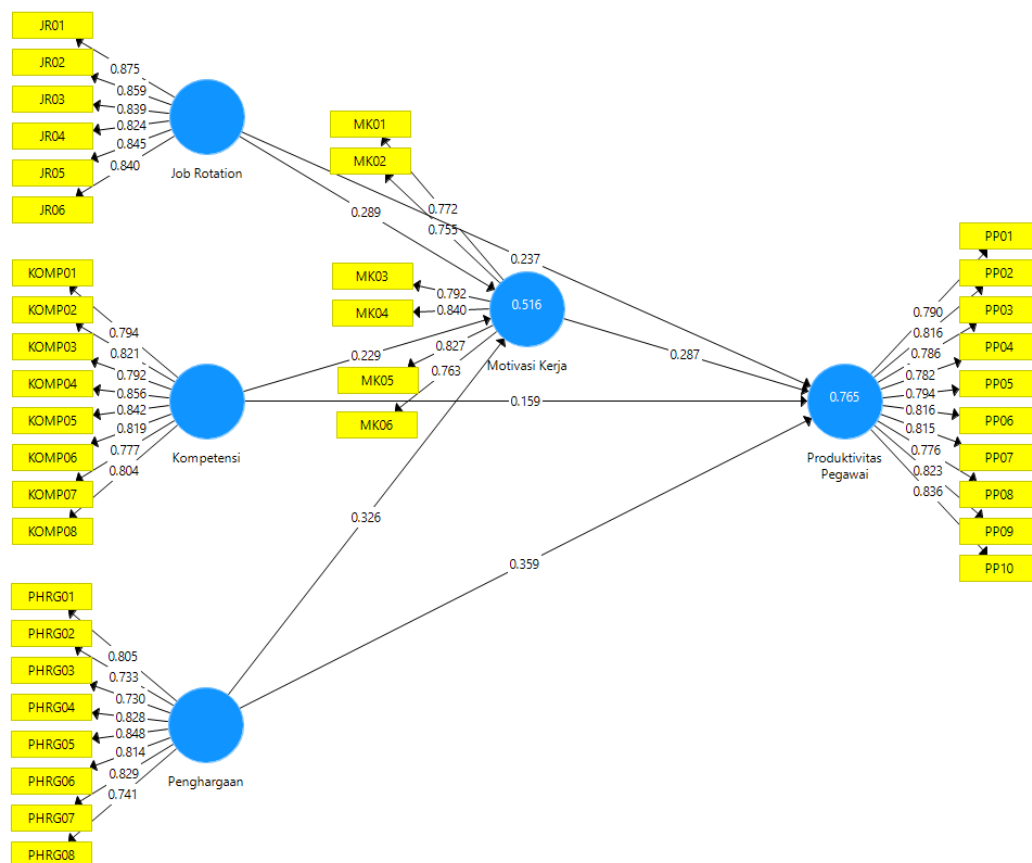 JR01
JR02
JR03
JR04
JR05
JR06
0.875
0.859
0.839
0.824
0.845
0.840
Job Rotation
MK01
MK02
0.772
0.755
0.289
0.237
KOMP01
KOMP02
KOMP03
KOMP04
KOMP05
KOMP06
KOMP07
KOMP08
0.794
0.821
0.792
0.856
0.842
0.819
0.777
0.804
Kompetensi
MK03
MK04
MK05
MK06
0.792
0.840
0.827
0.763
0.516
Motivasi Kerja
0.229
0.287
0.159
0.326
0.359
PHRG01
PHRG02
PHRG03
PHRG04
PHRG05
PHRG06
PHRG07
PHRG08
0.805
0.733
0.730
0.828
0.848
0.814
0.829
0.741
Penghargaan
0.765
Produktivitas
Pegawai
0.790
0.816
0.786
0.782
0.794
0.816
0.815
0.776
0.823
0.836
PP01
PP02
PP03
PP04
PP05
PP06
PP07
PP08
PP09
PP10